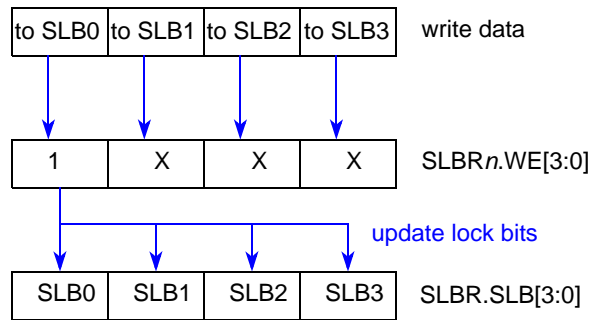 to SLB0 to SLB1 to SLB2 to SLB3 write data
1 X X X SLBRn.WE[3:0]
update lock bits
SLB0 SLB1 SLB2 SLB3 SLBR.SLB[3:0]